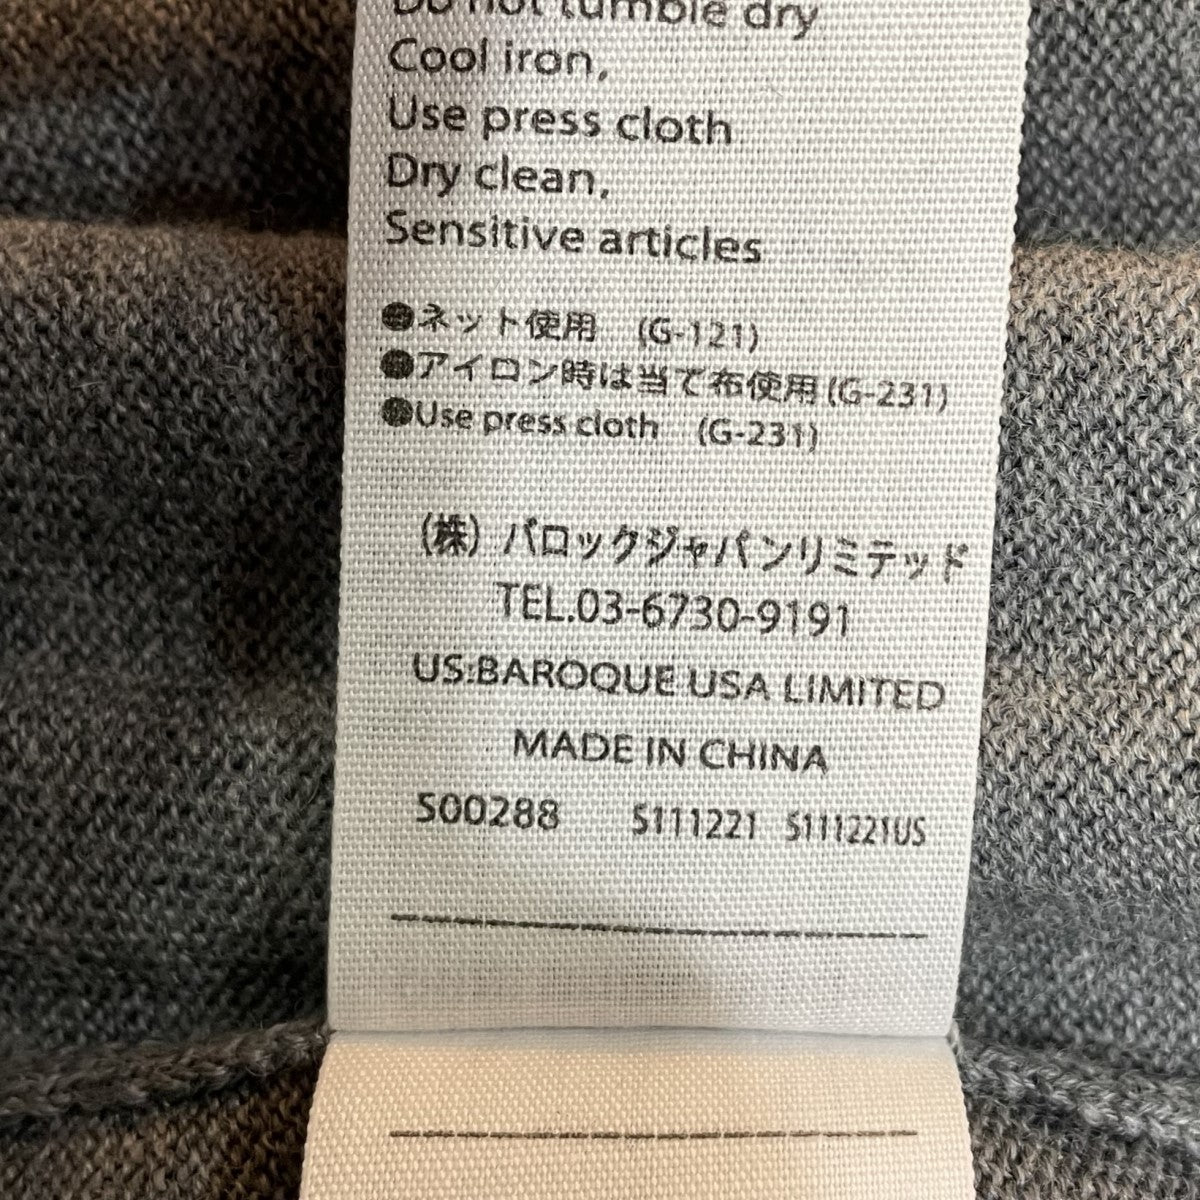 Do not tumble dry
Cool iron,
Use press cloth
Dry clean,
Sensitive articles
●ネット使用 (G-121)
●アイロン時は当て布使用 (G-231)
●Use press cloth (G-231)
(株) バロックジャパンリミテッド
TEL.03-6730-9191
US:BAROQUE USA LIMITED
MADE IN CHINA
S00288 S111221 S111221US